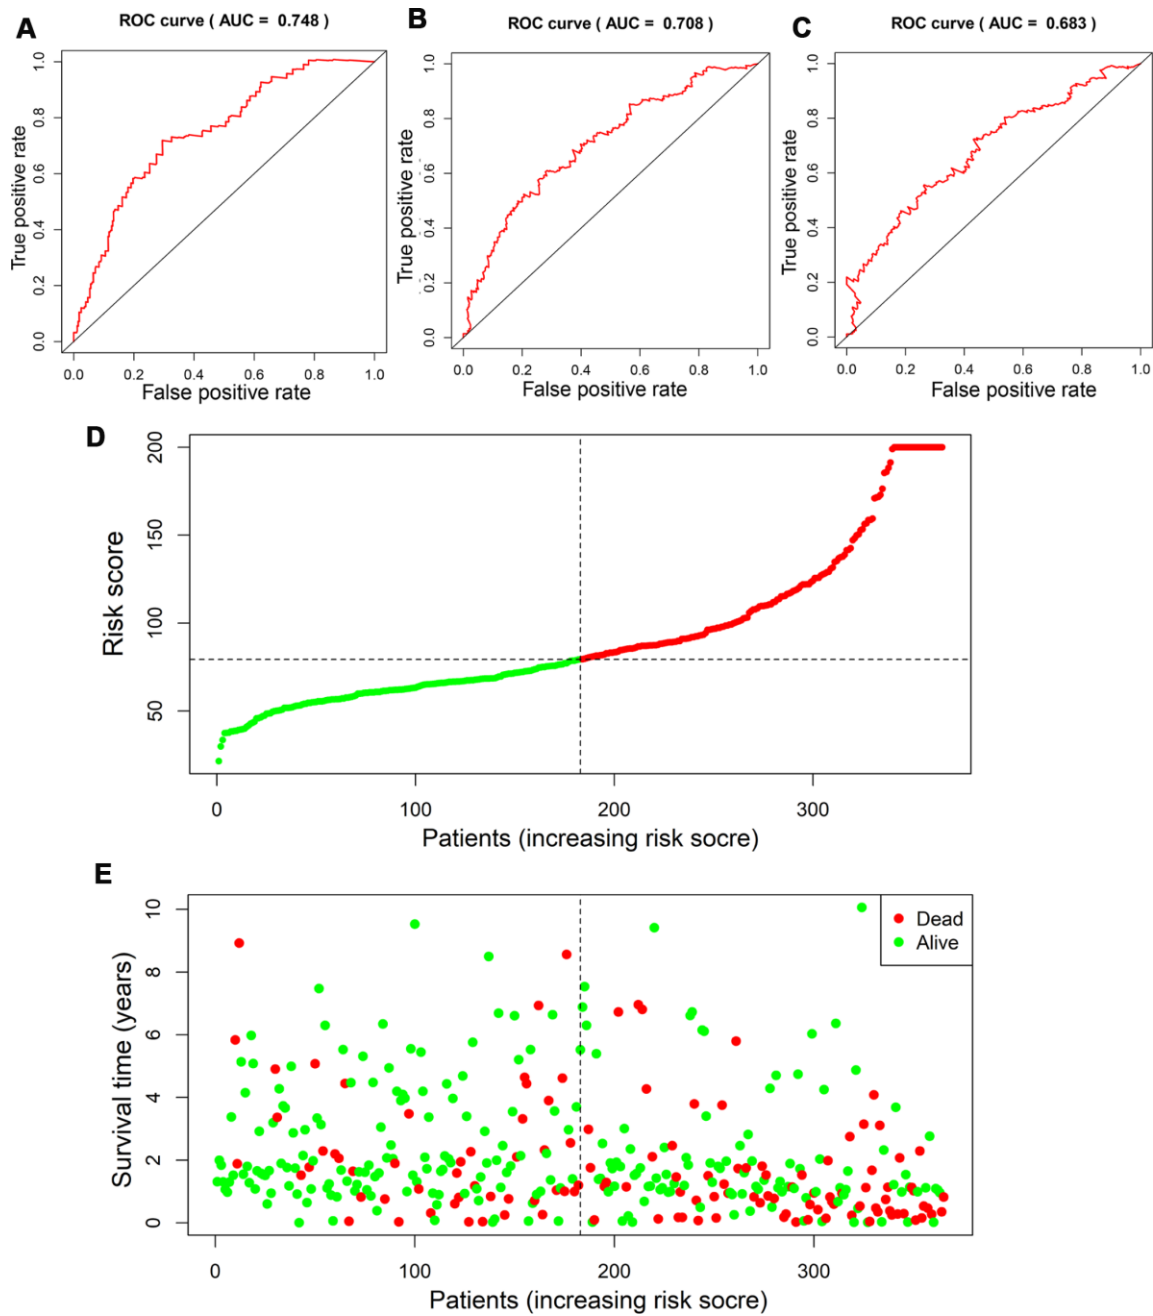 A
ROC curve ( AUC =  0.748 )
True positive rate
1.0
0.8
0.6
0.4
0.2
0.0
0.0 0.2 0.4 0.6 0.8 1.0
False positive rate
B
ROC curve ( AUC =  0.708 )
True positive rate
1.0
0.8
0.6
0.4
0.2
0.0
0.0 0.2 0.4 0.6 0.8 1.0
False positive rate
C
ROC curve ( AUC =  0.683 )
True positive rate
1.0
0.8
0.6
0.4
0.2
0.0
0.0 0.2 0.4 0.6 0.8 1.0
False positive rate
D
Risk score
200
150
100
50
0 100 200 300
Patients (increasing risk socre)
E
Survival time (years)
10
8
6
4
2
0
Dead
Alive
0 100 200 300
Patients (increasing risk socre)